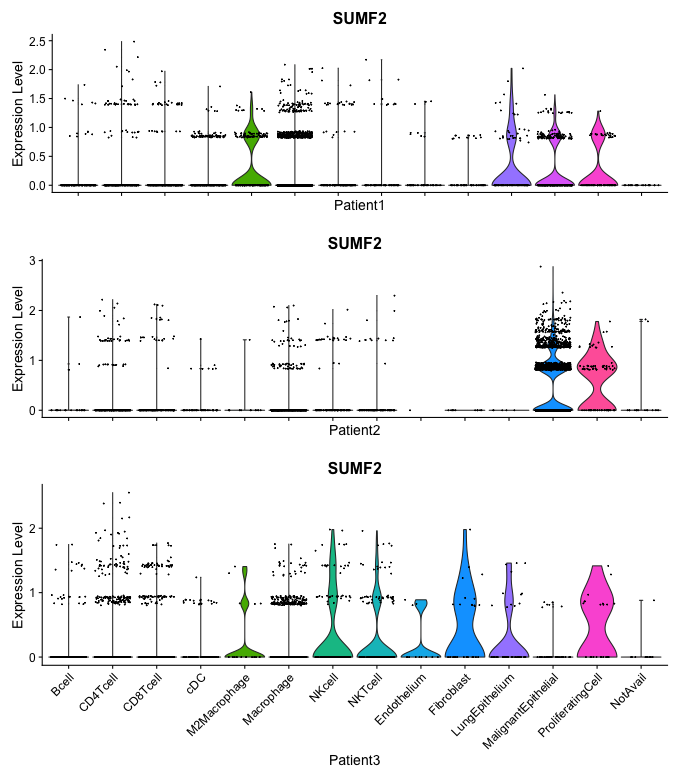 SUMF2
Expression Level
2.5
2.0
1.5
1.0
0.5
0.0
Patient1
SUMF2
Expression Level
3
2
1
0
Patient2
SUMF2
Expression Level
2
1
0
Bcell
CD4Tcell
CD8Tcell
cDC
M2Macrophage
Macrophage
NKcell
NKTcell
Endothelium
Fibroblast
LungEpithelium
MalignantEpithelial
ProliferatingCell
NotAvail
Patient3